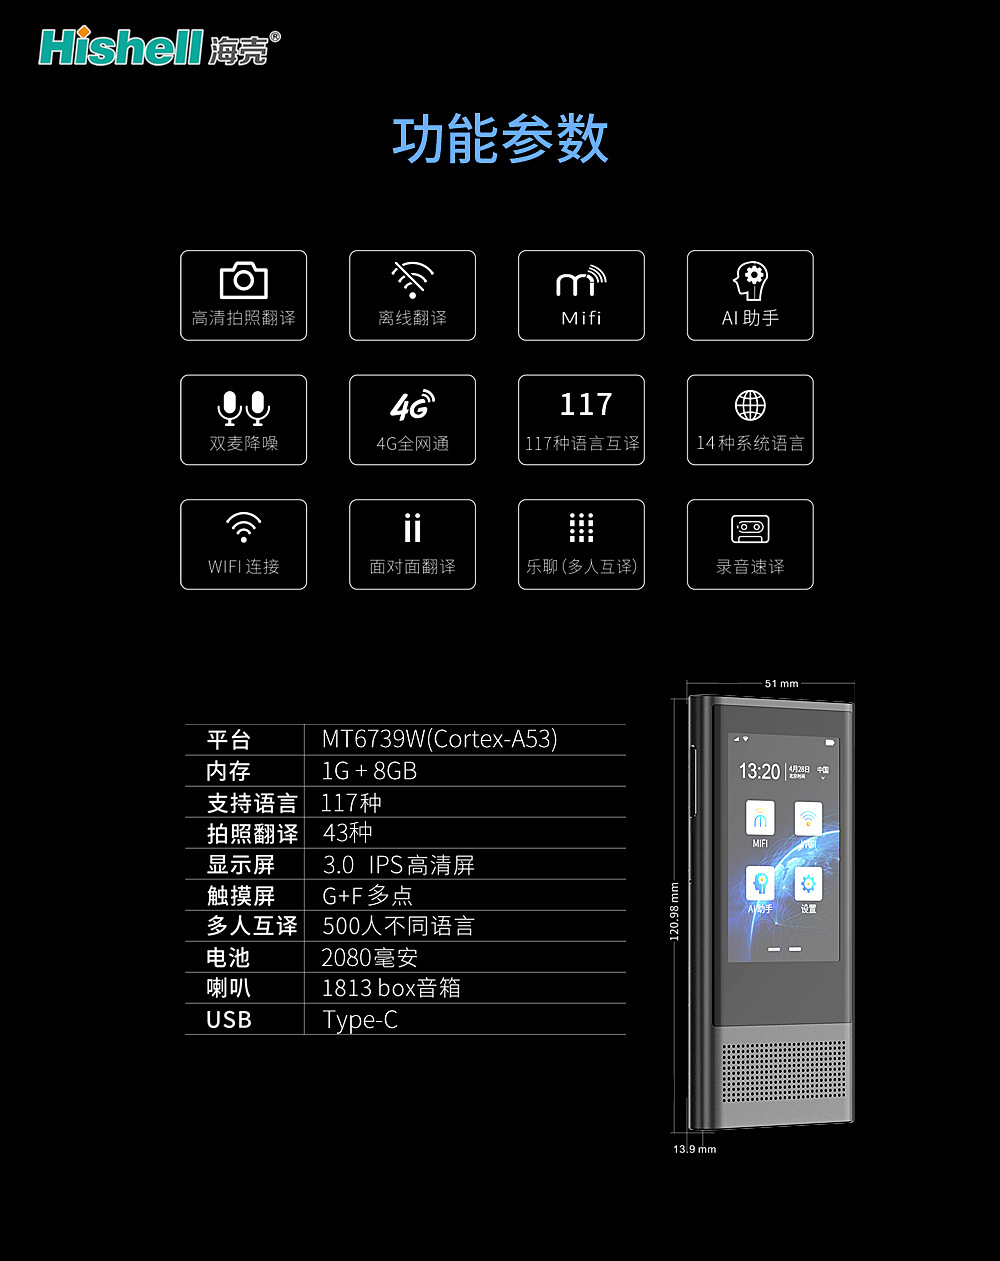 Hishell 海壳®
功能参数
高清拍照翻译
离线翻译
mi
Mifi
AI 助手
双麦降噪
4G
4G全网通
117
117种语言互译
14种系统语言
WIFI 连接
面对面翻译
乐聊(多人互译)
录音速译
平台 MT6739W(Cortex-A53)
内存 1G + 8GB
支持语言 117种
拍照翻译 43种
显示屏 3.0 IPS高清屏
触摸屏 G+F 多点
多人互译 500人不同语言
电池 2080毫安
喇叭 1813 box音箱
USB Type-C
51 mm
13:20 4月28日 中国
北京时间
MIFI
AI助手 设置
120.98 mm
13.9 mm